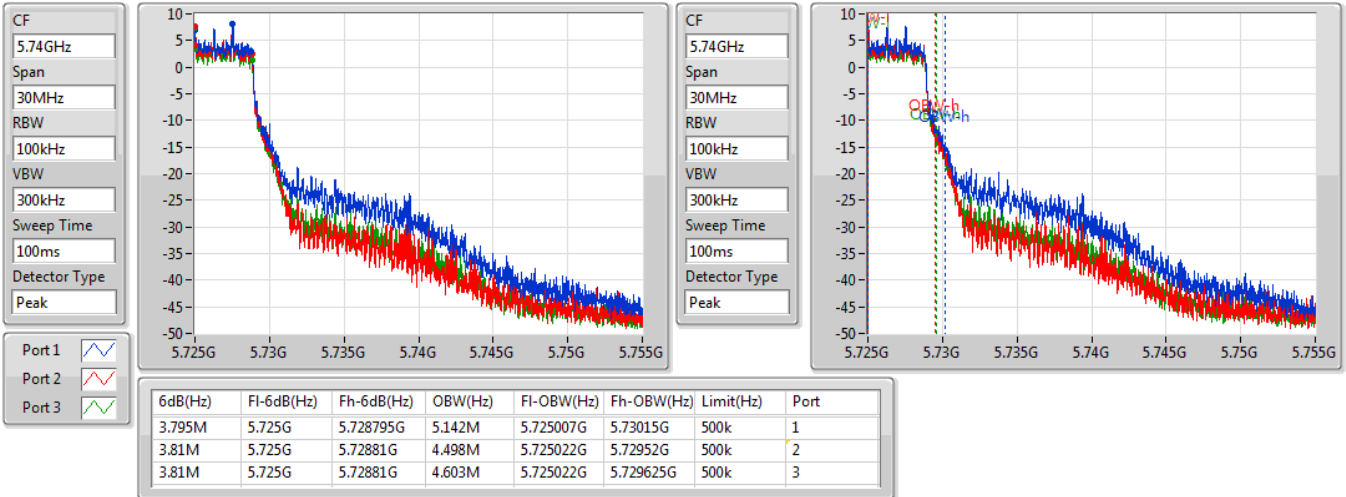 CF
5.74GHz
Span
30MHz
RBW
100kHz
VBW
300kHz
Sweep Time
100ms
Detector Type
Peak
10
5
0
-5
-10
-15
-20
-25
-30
-35
-40
-45
-50
5.725G 5.73G 5.735G 5.74G 5.745G 5.75G 5.755G
CF
5.74GHz
Span
30MHz
RBW
100kHz
VBW
300kHz
Sweep Time
100ms
Detector Type
Peak
10
5
0
-5
-10
-15
-20
-25
-30
-35
-40
-45
-50
OBW-h
OBW-h
5.725G 5.73G 5.735G 5.74G 5.745G 5.75G 5.755G
Port 1
Port 2
Port 3
6dB(Hz) Fl-6dB(Hz) Fh-6dB(Hz) OBW(Hz) Fl-OBW(Hz) Fh-OBW(Hz) Limit(Hz) Port
3.795M 5.725G 5.728795G 5.142M 5.725007G 5.73015G 500k 1
3.81M 5.725G 5.72881G 4.498M 5.725022G 5.72952G 500k 2
3.81M 5.725G 5.72881G 4.603M 5.725022G 5.729625G 500k 3